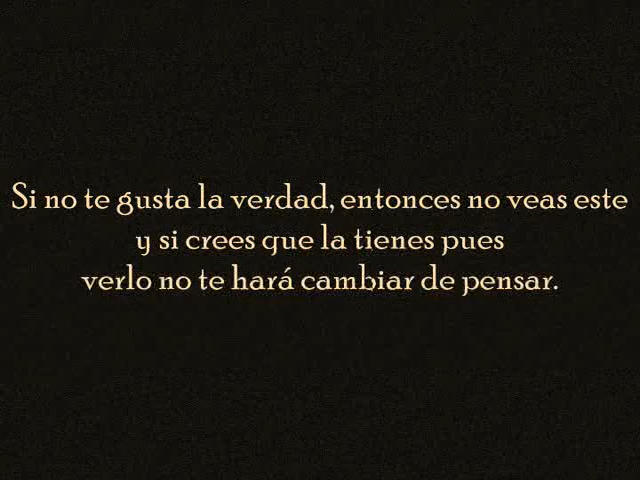 Si no te gusta la verdad, entonces no veas este
y si crees que la tienes pues
verlo no te hará cambiar de pensar.